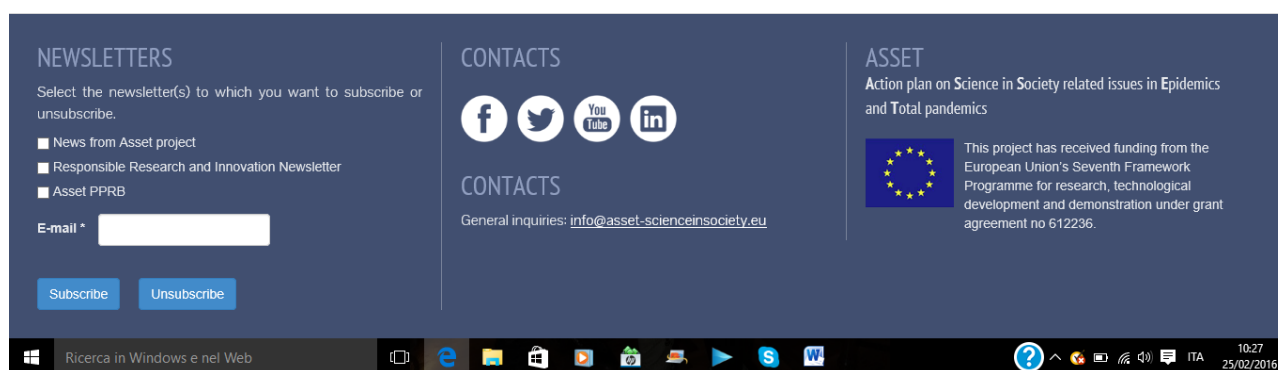 NEWSLETTERS
Select the newsletter(s) to which you want to subscribe or
unsubscribe.
News from Asset project
Responsible Research and Innovation Newsletter
Asset PPRB
E-mail *
Subscribe
Unsubscribe
CONTACTS
You
Tube
CONTACTS
General inquiries: info@asset-scienceinsociety.eu
ASSET
Action plan on Science in Society related issues in Epidemics
and Total pandemics
This project has received funding from the
European Union's Seventh Framework
Programme for research, technological
development and demonstration under grant
agreement no 612236.
Ricerca in Windows e nel Web
ITA
10:27
25/02/2016